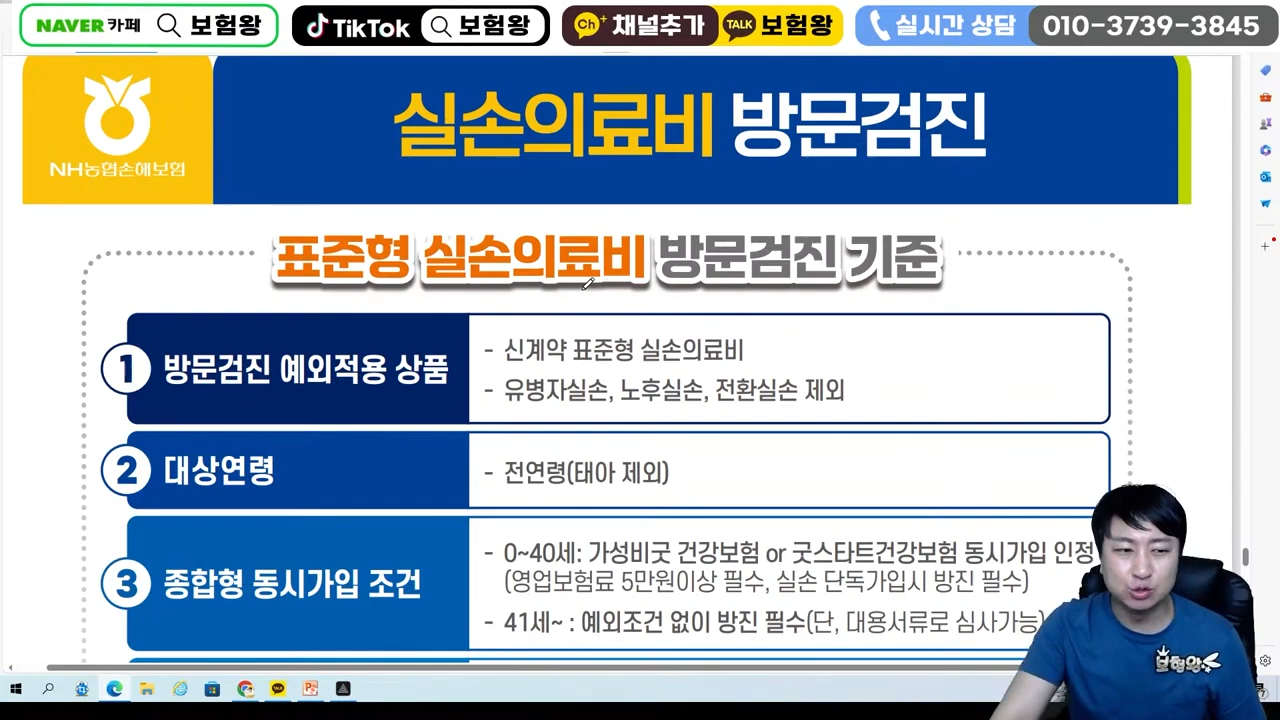 NAVER 카페 보험왕
TikTok 보험왕
Ch+ 채널추가 TALK 보험왕
실시간 상담 010-3739-3845
NH농협손해보험
실손의료비 방문검진
표준형 실손의료비 방문검진 기준
1 방문검진 예외적용 상품
- 신계약 표준형 실손의료비
- 유병자실손, 노후실손, 전환실손 제외
2 대상연령
- 전연령(태아 제외)
3 종합형 동시가입 조건
- 0~40세: 가성비굿 건강보험 or 굿스타트건강보험 동시가입 인정
(영업보험료 5만원이상 필수, 실손 단독가입시 방진 필수)
- 41세~ : 예외조건 없이 방진 필수(단, 대용서류로 심사가능)
보험왕